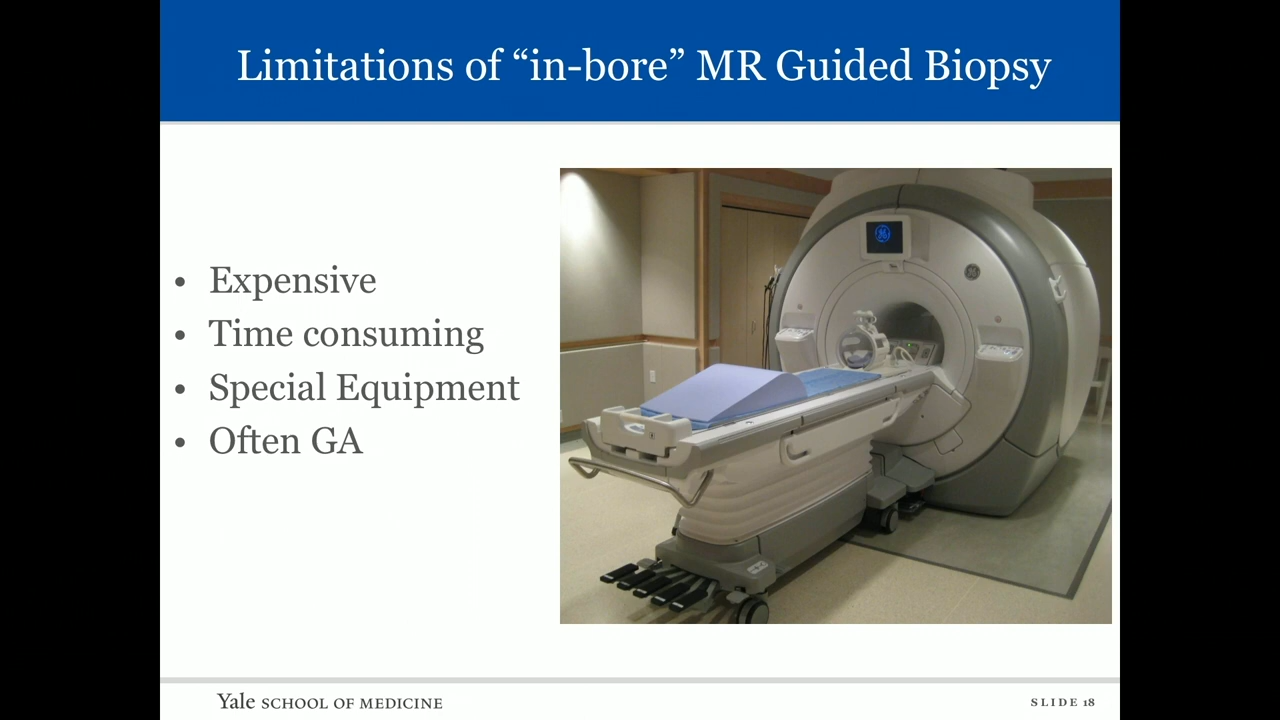 Limitations of “in-bore” MR Guided Biopsy
• Expensive
• Time consuming
• Special Equipment
• Often GA
Yale SCHOOL OF MEDICINE
SLIDE 18